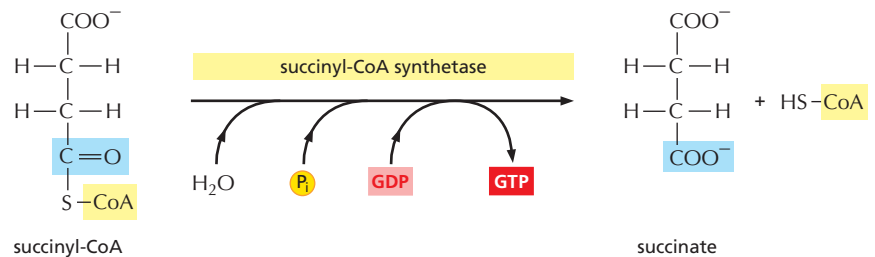 COO⁻ COO⁻
succinyl-CoA synthetase
H—C—H H—C—H
H—C—H H—C—H + HS–CoA
C=O COO⁻
H₂O Pi GDP GTP
S–CoA
succinyl-CoA succinate